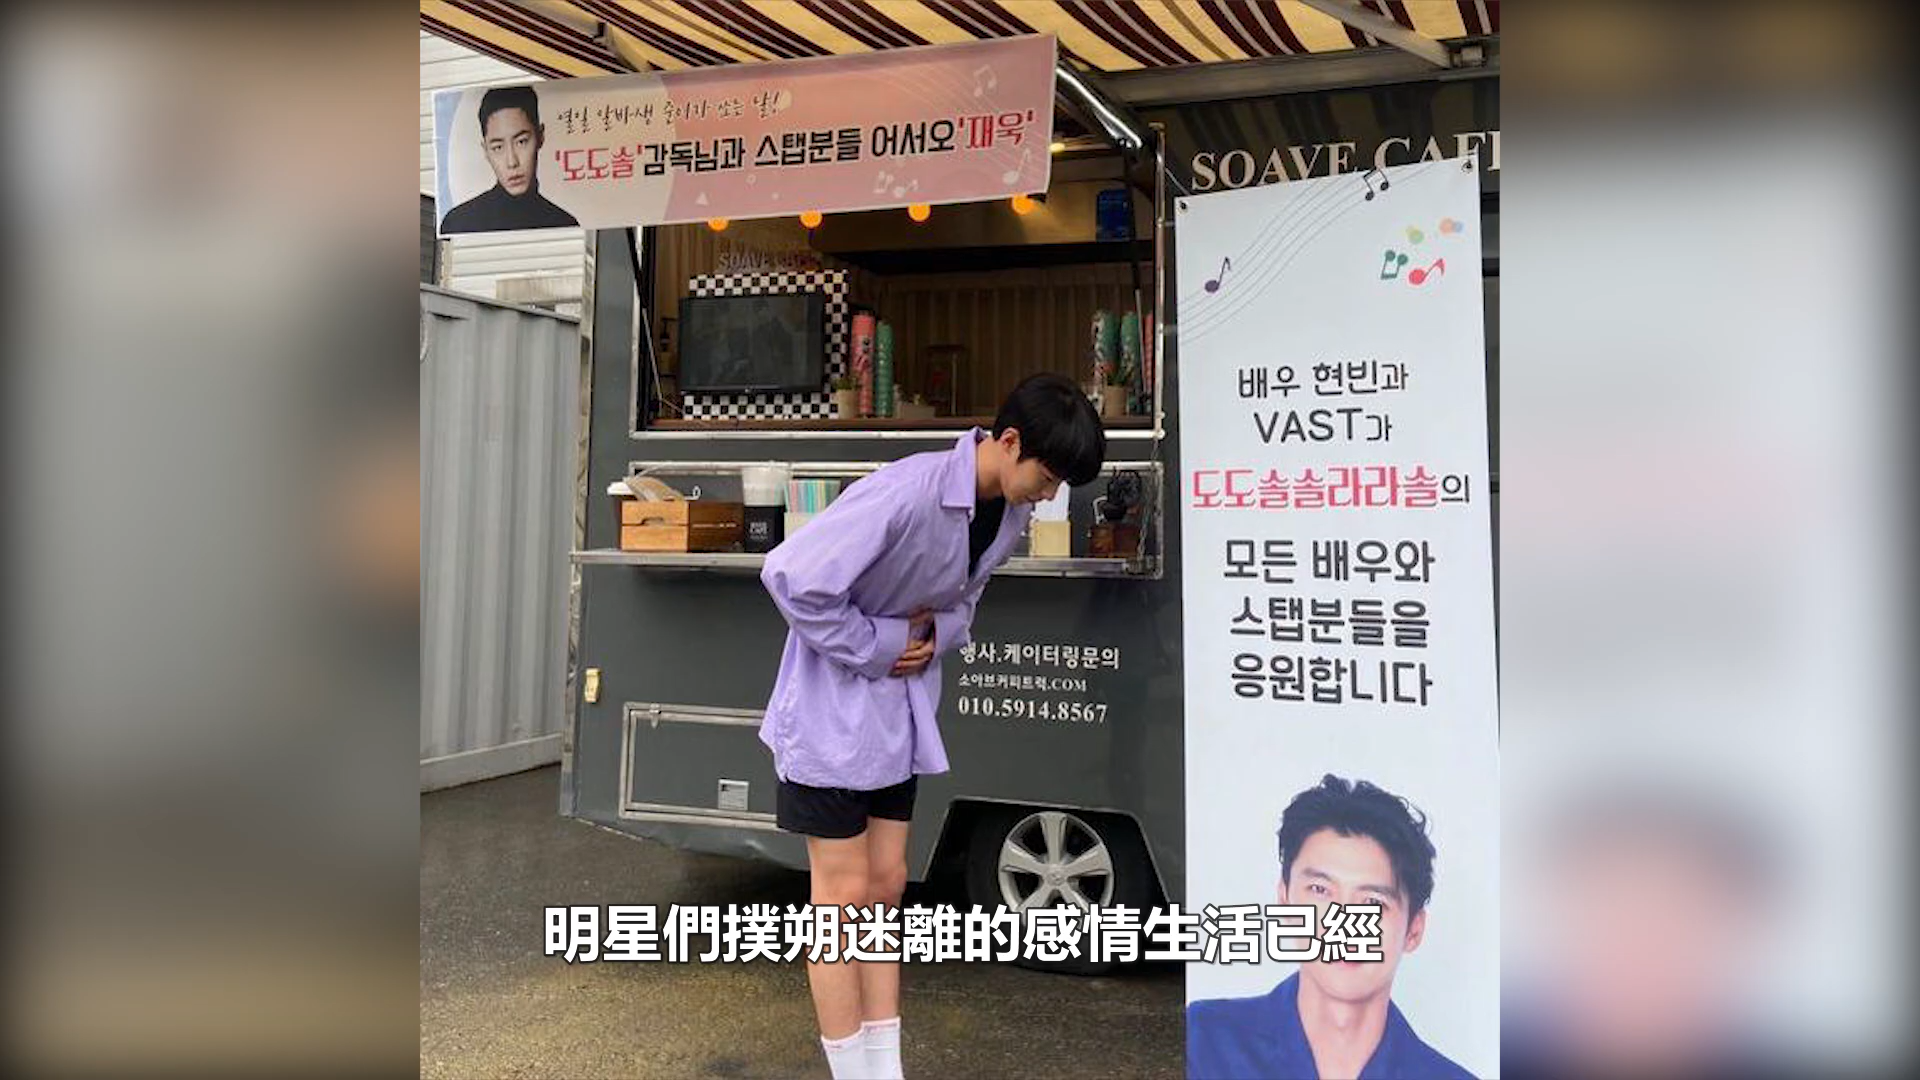 열일 알바생 준이가 쏘는 날!
'도도솔'감독님과 스탭분들 어서오'재욱'
SOAVE CAFE
SOAVE CAFE
배우 현빈과
VAST가
도도솔솔라라솔의
모든 배우와
스탭분들을
응원합니다
행사.케이터링문의
소아브커피트럭.COM
010.5914.8567
明星們撲朔迷離的感情生活已經